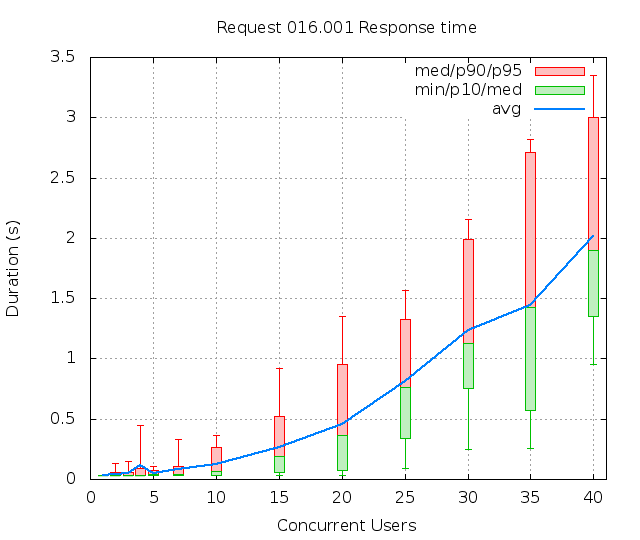 Request 016.001 Response time
3.5
3
2.5
2
1.5
1
0.5
0
Duration (s)
med/p90/p95
min/p10/med
avg
0 5 10 15 20 25 30 35 40
Concurrent Users